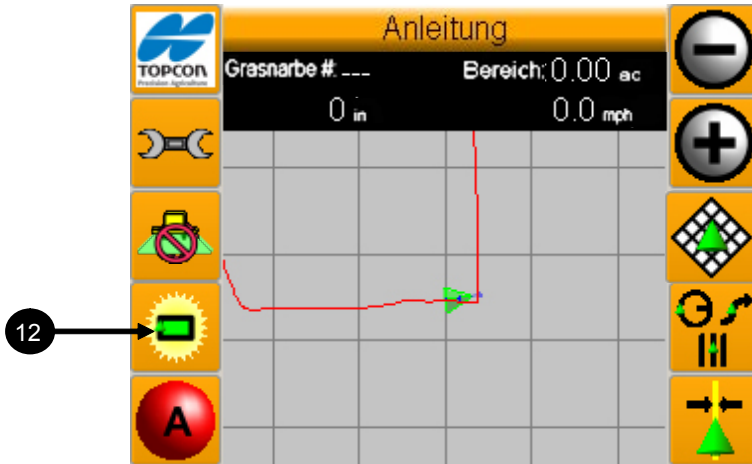 Anleitung
TOPCON
Precision Agriculture
Grasnarbe #: ---
Bereich: 0.00 ac
0 in
0.0 mph
12
A